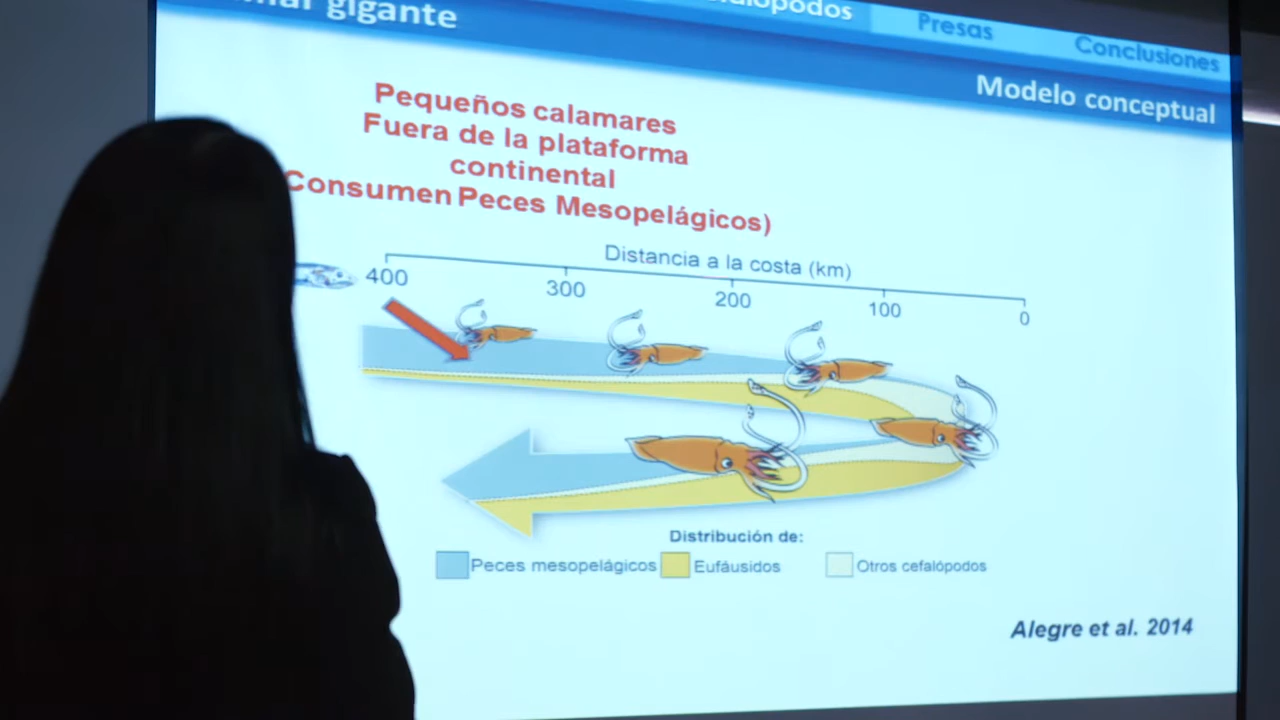 gigante
Presas
Conclusiones
Modelo conceptual
Pequeños calamares
Fuera de la plataforma
continental
Consumen Peces Mesopelágicos)
Distancia a la costa (km)
400 300 200 100 0
Distribución de:
Peces mesopelágicos Eufáusidos Otros cefalópodos
Alegre et al. 2014